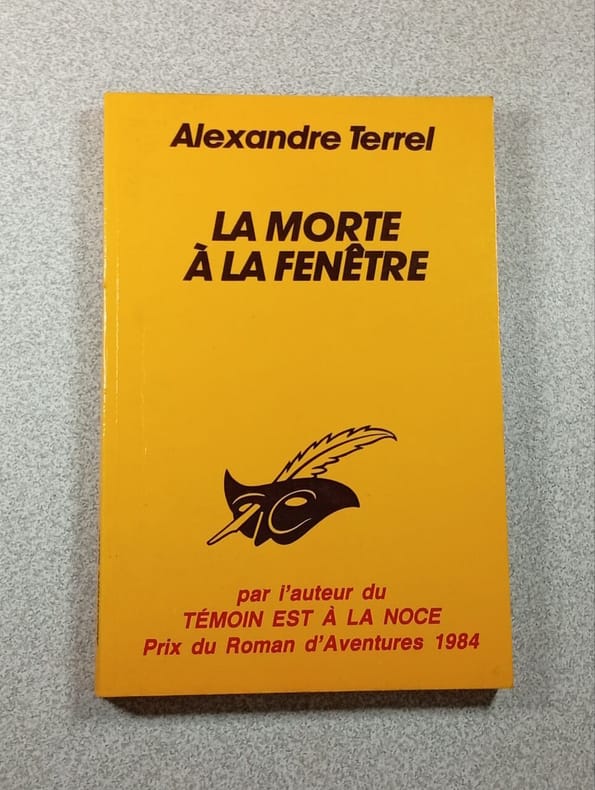 Alexandre Terrel
LA MORTE
À LA FENÊTRE
par l'auteur du
TÉMOIN EST À LA NOCE
Prix du Roman d'Aventures 1984